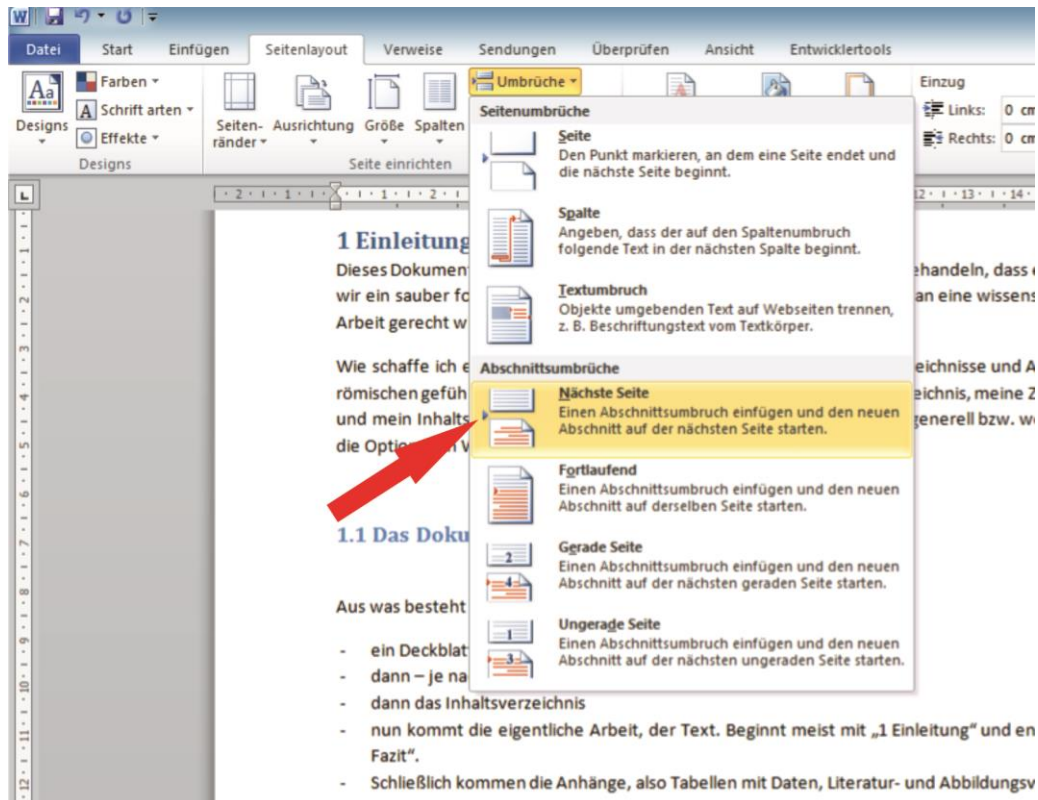 W
Datei Start Einfügen Seitenlayout Verweise Sendungen Überprüfen Ansicht Entwicklertools
Aa Farben Umbrüche Einzug
A Schrift arten Links: 0 cm
Designs Effekte Seiten- Ausrichtung Größe Spalten Rechts: 0 cm
ränder
Designs Seite einrichten
Seitenumbrüche
Seite
Den Punkt markieren, an dem eine Seite endet und
die nächste Seite beginnt.
Spalte
Angeben, dass der auf den Spaltenumbruch
folgende Text in der nächsten Spalte beginnt.
Textumbruch
Objekte umgebenden Text auf Webseiten trennen,
z. B. Beschriftungstext vom Textkörper.
Abschnittsumbrüche
Nächste Seite
Einen Abschnittsumbruch einfügen und den neuen
Abschnitt auf der nächsten Seite starten.
Fortlaufend
Einen Abschnittsumbruch einfügen und den neuen
Abschnitt auf derselben Seite starten.
Gerade Seite
Einen Abschnittsumbruch einfügen und den neuen
Abschnitt auf der nächsten geraden Seite starten.
Ungerade Seite
Einen Abschnittsumbruch einfügen und den neuen
Abschnitt auf der nächsten ungeraden Seite starten.
1 Einleitung
Dieses Dokumen ehandeln, dass
wir ein sauber fo an eine wissens
Arbeit gerecht w
Wie schaffe ich e eichnisse und A
römischen gefüh eichnis, meine Z
und mein Inhalts generell bzw. we
die Option
1.1 Das Doku
Aus was besteht
- ein Deckblat
- dann – je na
- dann das Inhaltsverzeichnis
- nun kommt die eigentliche Arbeit, der Text. Beginnt meist mit „1 Einleitung“ und en
Fazit“.
- Schließlich kommen die Anhänge, also Tabellen mit Daten, Literatur- und Abbildungsv